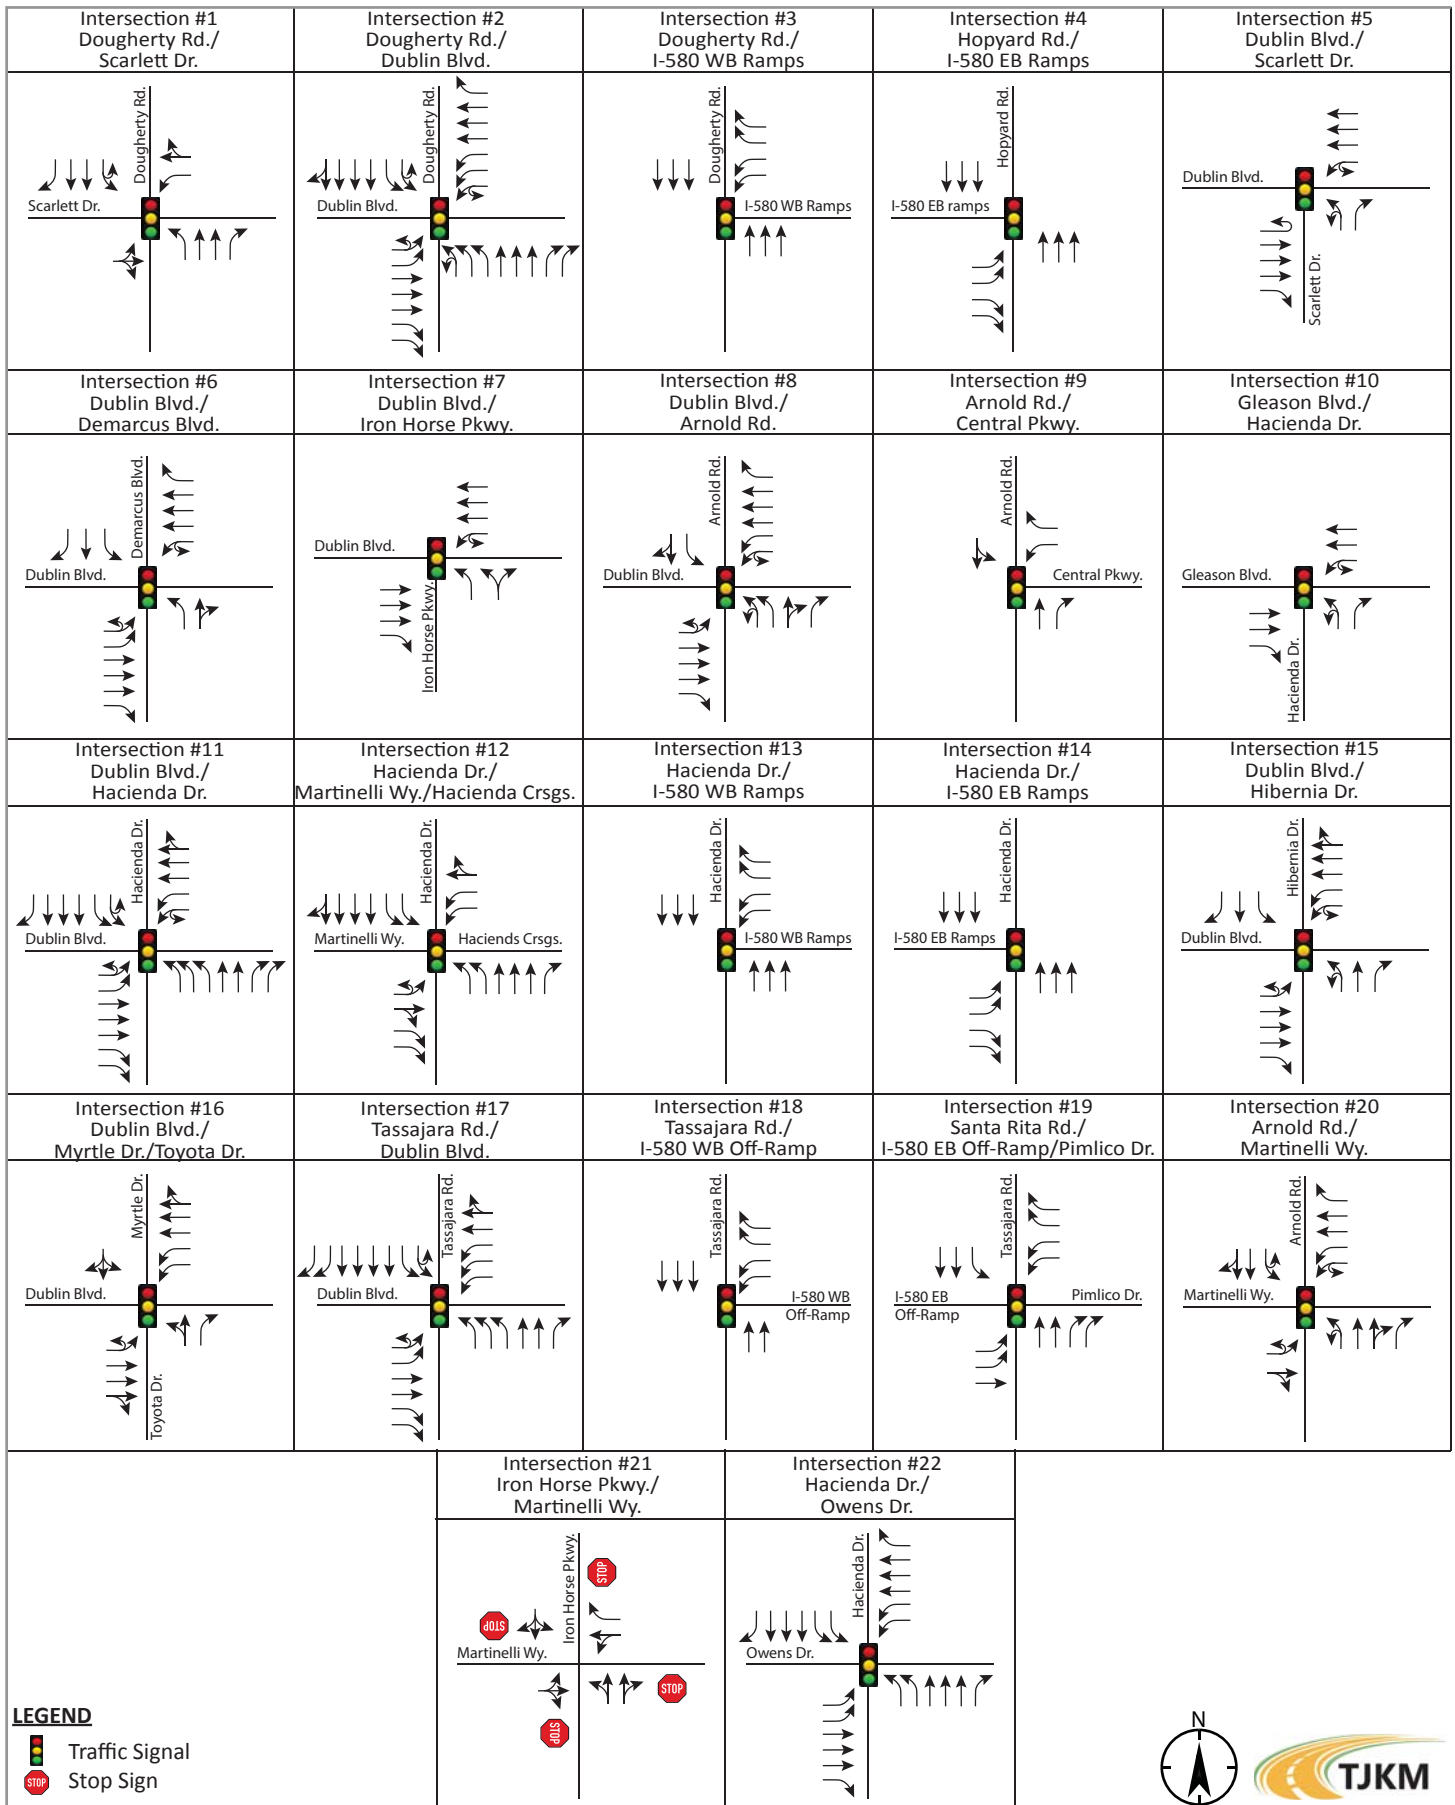 Intersection #1
Dougherty Rd./
Scarlett Dr.
Dougherty Rd.
Scarlett Dr.
Intersection #2
Dougherty Rd./
Dublin Blvd.
Dougherty Rd.
Dublin Blvd.
Intersection #3
Dougherty Rd./
I-580 WB Ramps
Dougherty Rd.
I-580 WB Ramps
Intersection #4
Hopyard Rd./
I-580 EB Ramps
Hopyard Rd.
I-580 EB ramps
Intersection #5
Dublin Blvd./
Scarlett Dr.
Dublin Blvd.
Scarlett Dr.
Intersection #6
Dublin Blvd./
Demarcus Blvd.
Demarcus Blvd.
Dublin Blvd.
Intersection #7
Dublin Blvd./
Iron Horse Pkwy.
Dublin Blvd.
Iron Horse Pkwy.
Intersection #8
Dublin Blvd./
Arnold Rd.
Arnold Rd.
Dublin Blvd.
Intersection #9
Arnold Rd./
Central Pkwy.
Arnold Rd.
Central Pkwy.
Intersection #10
Gleason Blvd./
Hacienda Dr.
Gleason Blvd.
Hacienda Dr.
Intersection #11
Dublin Blvd./
Hacienda Dr.
Hacienda Dr.
Dublin Blvd.
Intersection #12
Hacienda Dr./
Martinelli Wy./Hacienda Crsgs.
Hacienda Dr.
Martinelli Wy.
Haciends Crsgs.
Intersection #13
Hacienda Dr./
I-580 WB Ramps
Hacienda Dr.
I-580 WB Ramps
Intersection #14
Hacienda Dr./
I-580 EB Ramps
Hacienda Dr.
I-580 EB Ramps
Intersection #15
Dublin Blvd./
Hibernia Dr.
Hibernia Dr.
Dublin Blvd.
Intersection #16
Dublin Blvd./
Myrtle Dr./Toyota Dr.
Myrtle Dr.
Dublin Blvd.
Toyota Dr.
Intersection #17
Tassajara Rd./
Dublin Blvd.
Tassajara Rd.
Dublin Blvd.
Intersection #18
Tassajara Rd./
I-580 WB Off-Ramp
Tassajara Rd.
I-580 WB
Off-Ramp
Intersection #19
Santa Rita Rd./
I-580 EB Off-Ramp/Pimlico Dr.
Tassajara Rd.
I-580 EB
Off-Ramp
Pimlico Dr.
Intersection #20
Arnold Rd./
Martinelli Wy.
Arnold Rd.
Martinelli Wy.
Intersection #21
Iron Horse Pkwy./
Martinelli Wy.
Iron Horse Pkwy.
STOP
STOP
Martinelli Wy.
STOP
STOP
Intersection #22
Hacienda Dr./
Owens Dr.
Hacienda Dr.
Owens Dr.
LEGEND
Traffic Signal
STOP
Stop Sign
N
TJKM